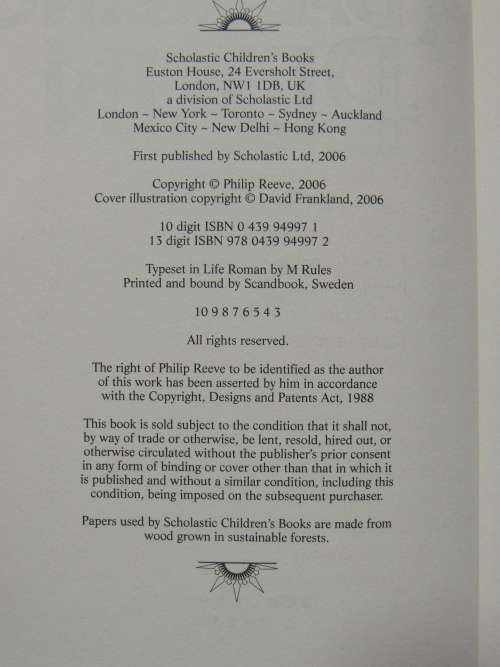 Scholastic Children's Books
Euston House, 24 Eversholt Street,
London, NW1 1DB, UK
a division of Scholastic Ltd
London ~ New York ~ Toronto ~ Sydney ~ Auckland
Mexico City ~ New Delhi ~ Hong Kong
First published by Scholastic Ltd, 2006
Copyright © Philip Reeve, 2006
Cover illustration copyright © David Frankland, 2006
10 digit ISBN 0 439 94997 1
13 digit ISBN 978 0439 94997 2
Typeset in Life Roman by M Rules
Printed and bound by Scandbook, Sweden
10 9 8 7 6 5 4 3
All rights reserved.
The right of Philip Reeve to be identified as the author
of this work has been asserted by him in accordance
with the Copyright, Designs and Patents Act, 1988
This book is sold subject to the condition that it shall not,
by way of trade or otherwise, be lent, resold, hired out, or
otherwise circulated without the publisher's prior consent
in any form of binding or cover other than that in which it
is published and without a similar condition, including this
condition, being imposed on the subsequent purchaser.
Papers used by Scholastic Children's Books are made from
wood grown in sustainable forests.